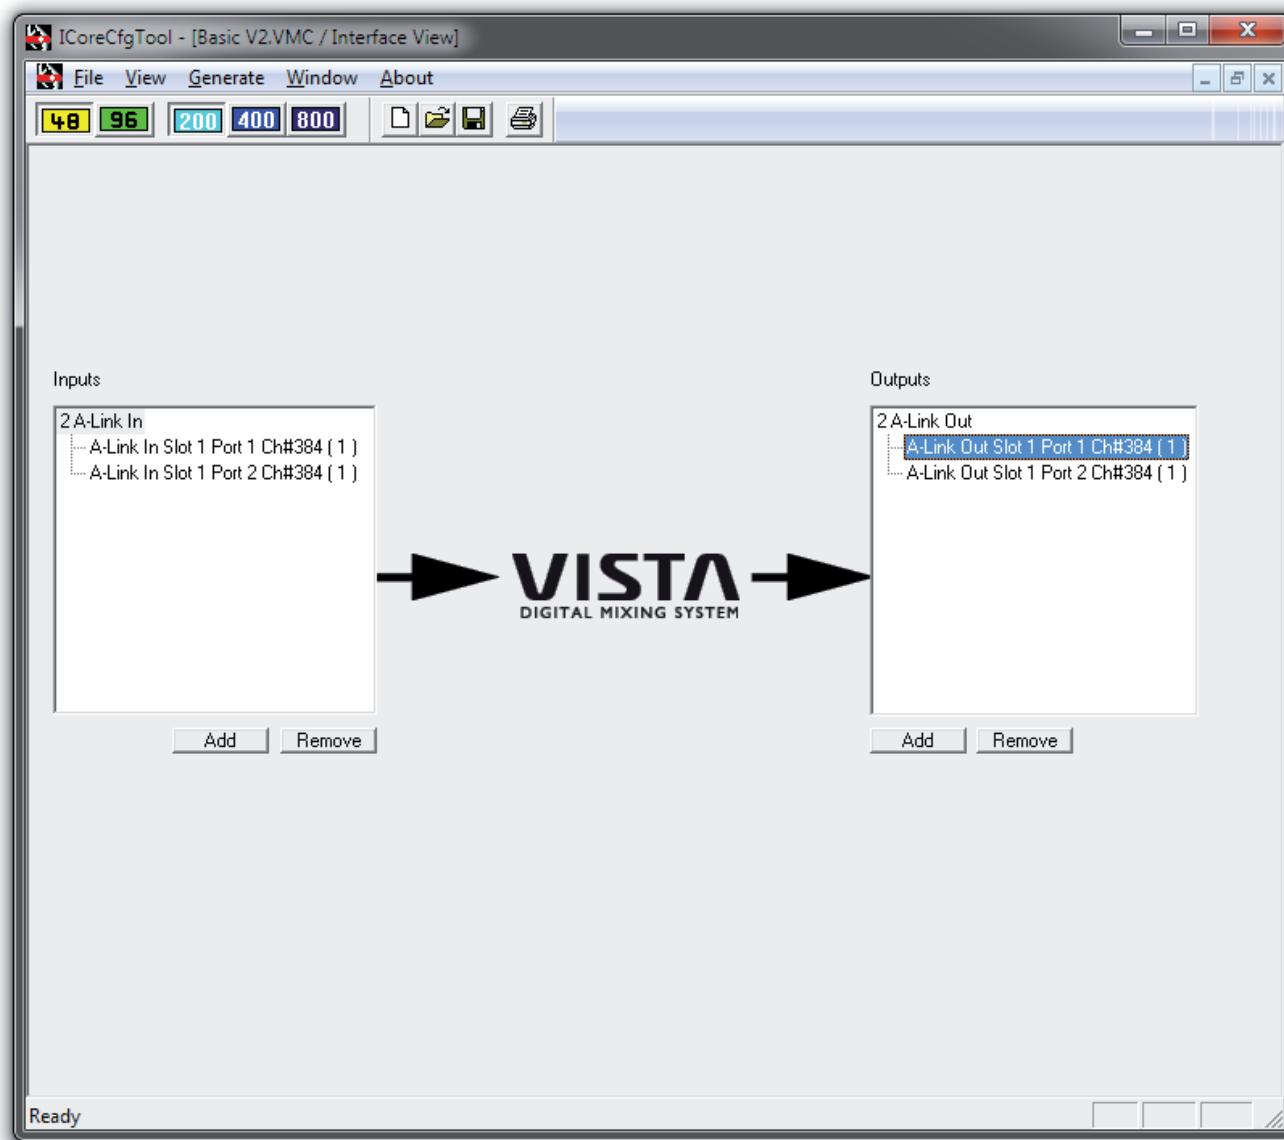 ICoreCfgTool - [Basic V2.VMC / Interface View]
File View Generate Window About
48 96 200 400 800
Inputs
2 A-Link In
A-Link In Slot 1 Port 1 Ch#384 ( 1 )
A-Link In Slot 1 Port 2 Ch#384 ( 1 )
Add Remove
VISTA
DIGITAL MIXING SYSTEM
Outputs
2 A-Link Out
A-Link Out Slot 1 Port 1 Ch#384 ( 1 )
A-Link Out Slot 1 Port 2 Ch#384 ( 1 )
Add Remove
Ready